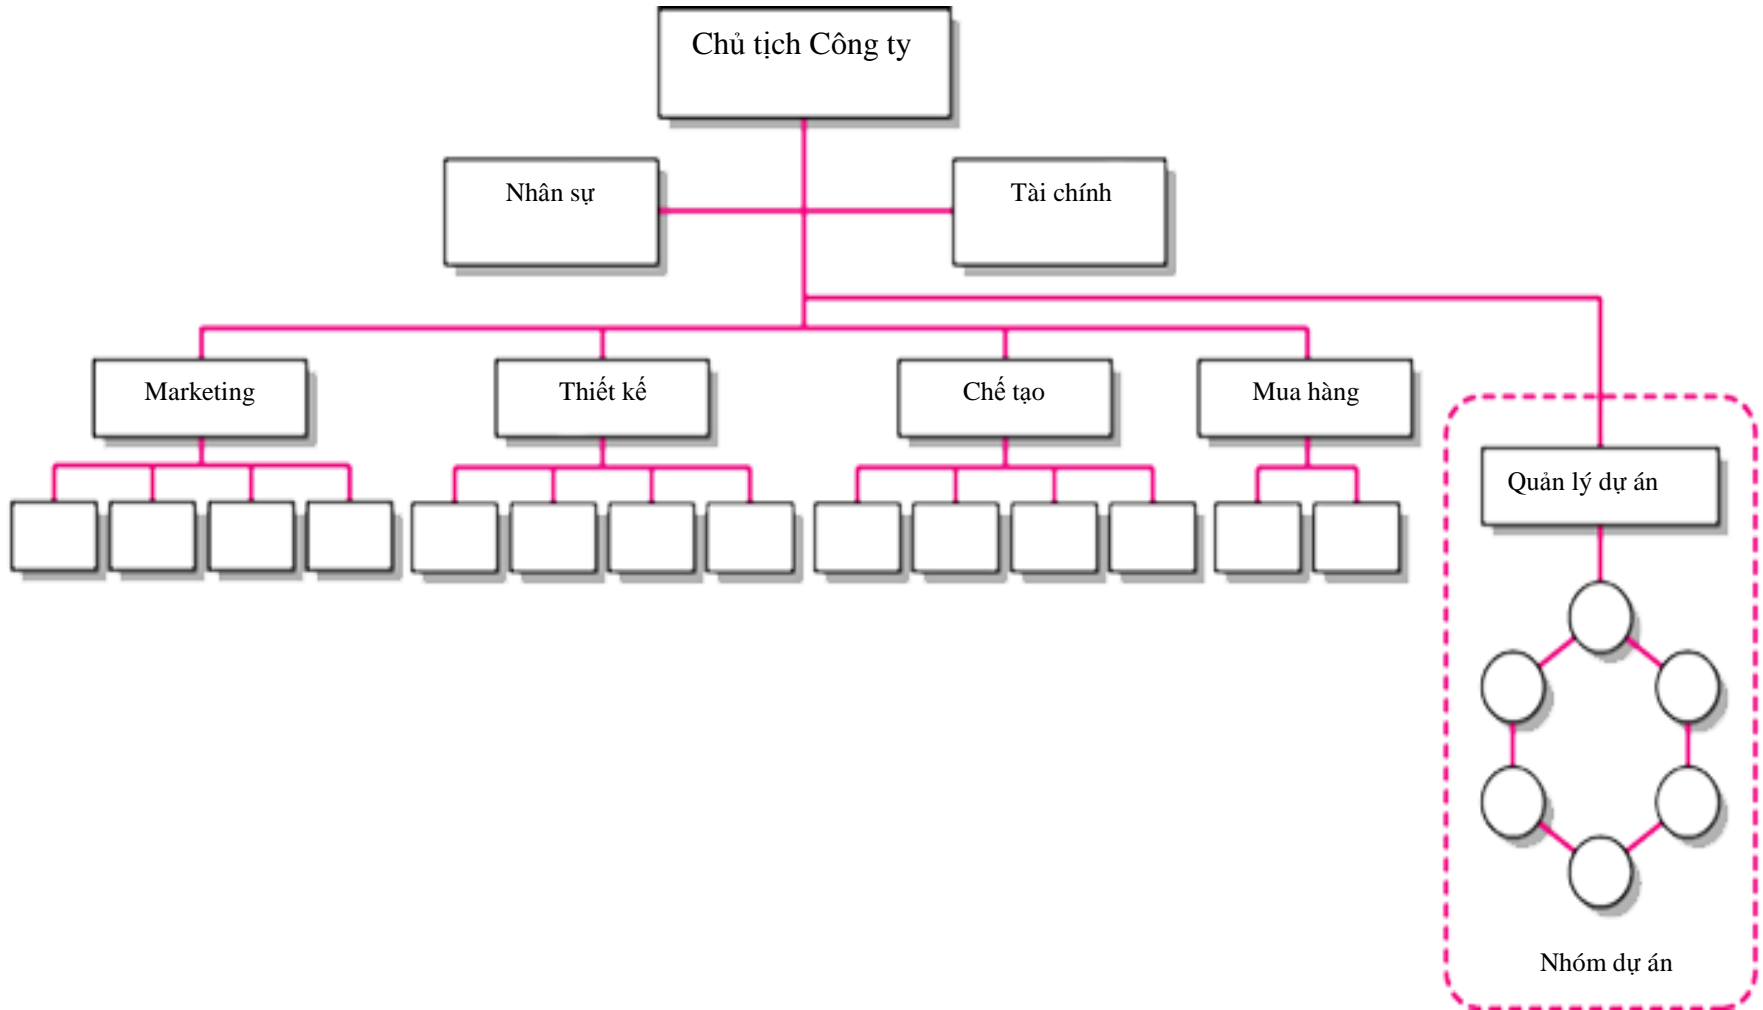 Chủ tịch Công ty
Nhân sự
Tài chính
Marketing
Thiết kế
Chế tạo
Mua hàng
Quản lý dự án
Nhóm dự án